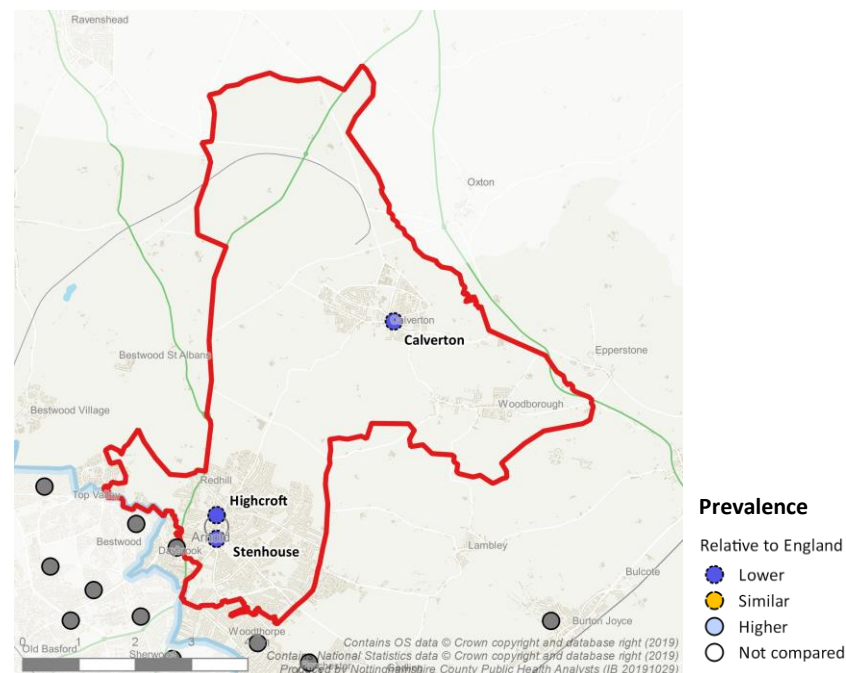 Ravenshead
Oxton
Calverton
Calverton
Bestwood St Albans
Epperstone
Bestwood Village
Woodborough
Redhill
Top Valley
Highcroft
Bestwood
Arnold
Stenhouse
Daybrook
Lambley
Bulcote
Burton Joyce
Woodthorpe
0 1 2 3
Old Basford
Sherwood
Contains OS data © Crown copyright and database right (2019)
Contains National Statistics data © Crown copyright and database right (2019)
Produced by Nottinghamshire County Public Health Analysts (IB 20191029)
Prevalence
Relative to England
Lower
Similar
Higher
Not compared